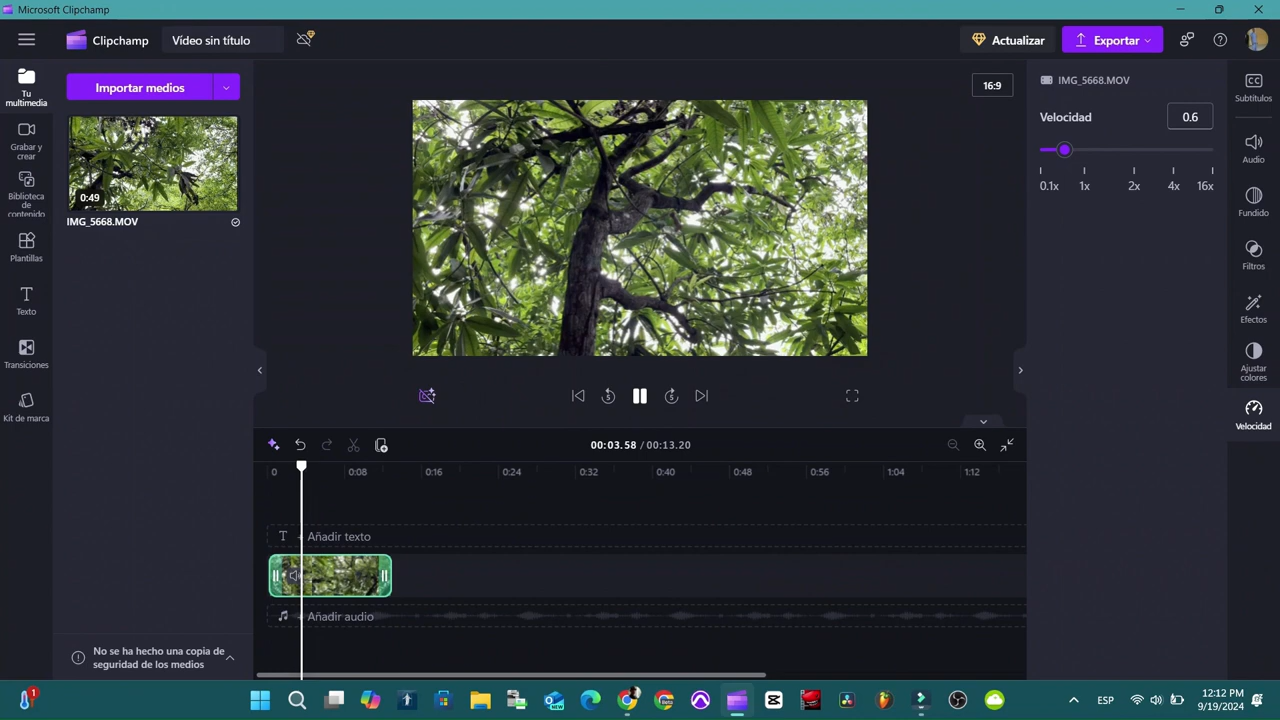 Microsoft Clipchamp
Clipchamp
Vídeo sin título
Actualizar
Exportar
Tu multimedia
Grabar y crear
Biblioteca de contenido
Plantillas
Texto
Transiciones
Kit de marca
Importar medios
0:49
IMG_5668.MOV
No se ha hecho una copia de
seguridad de los medios
16:9
5
5
00:03.58 / 00:13.20
0 0:08 0:16 0:24 0:32 0:40 0:48 0:56 1:04 1:12
T + Añadir texto
Añadir audio
IMG_5668.MOV
Velocidad
0.6
0.1x 1x 2x 4x 16x
CC
Subtítulos
Audio
Fundido
Filtros
Efectos
Ajustar colores
Velocidad
1
Beta
ESP
12:12 PM
9/19/2024